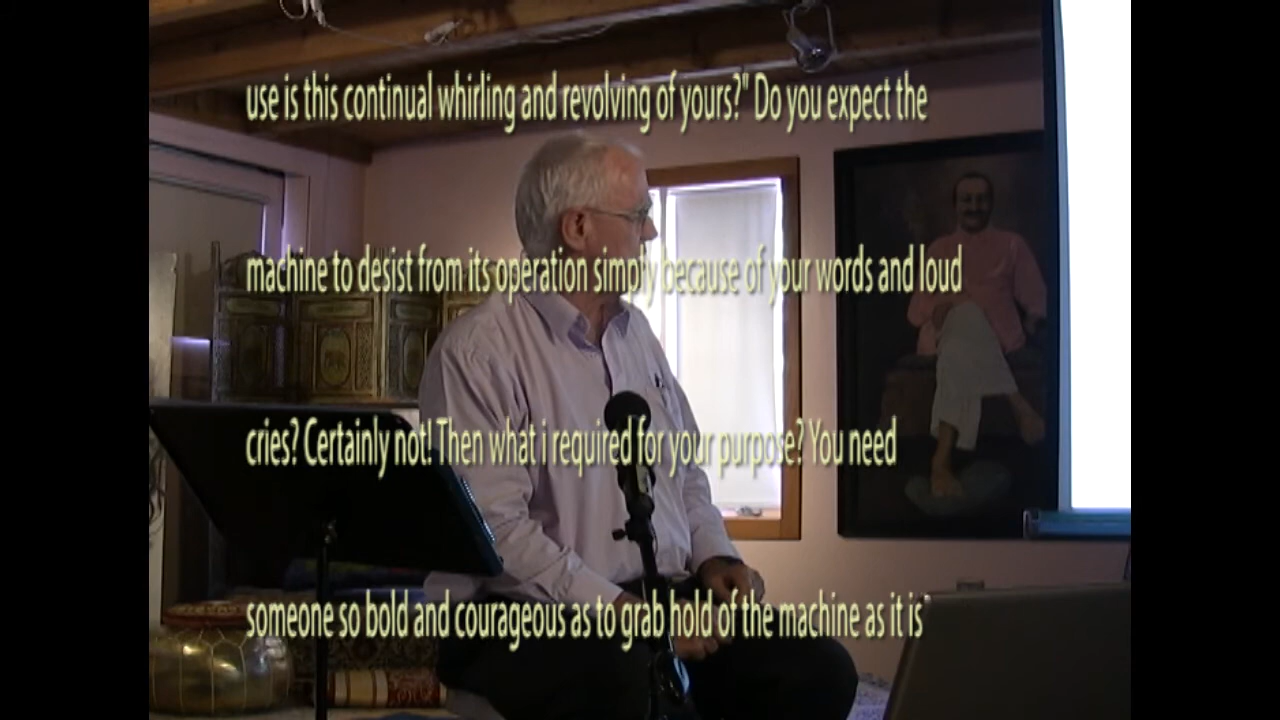 use is this continual whirling and revolving of yours?" Do you expect the
machine to desist from its operation simply because of your words and loud
cries? Certainly not! Then what i required for your purpose? You need
someone so bold and courageous as to grab hold of the machine as it is